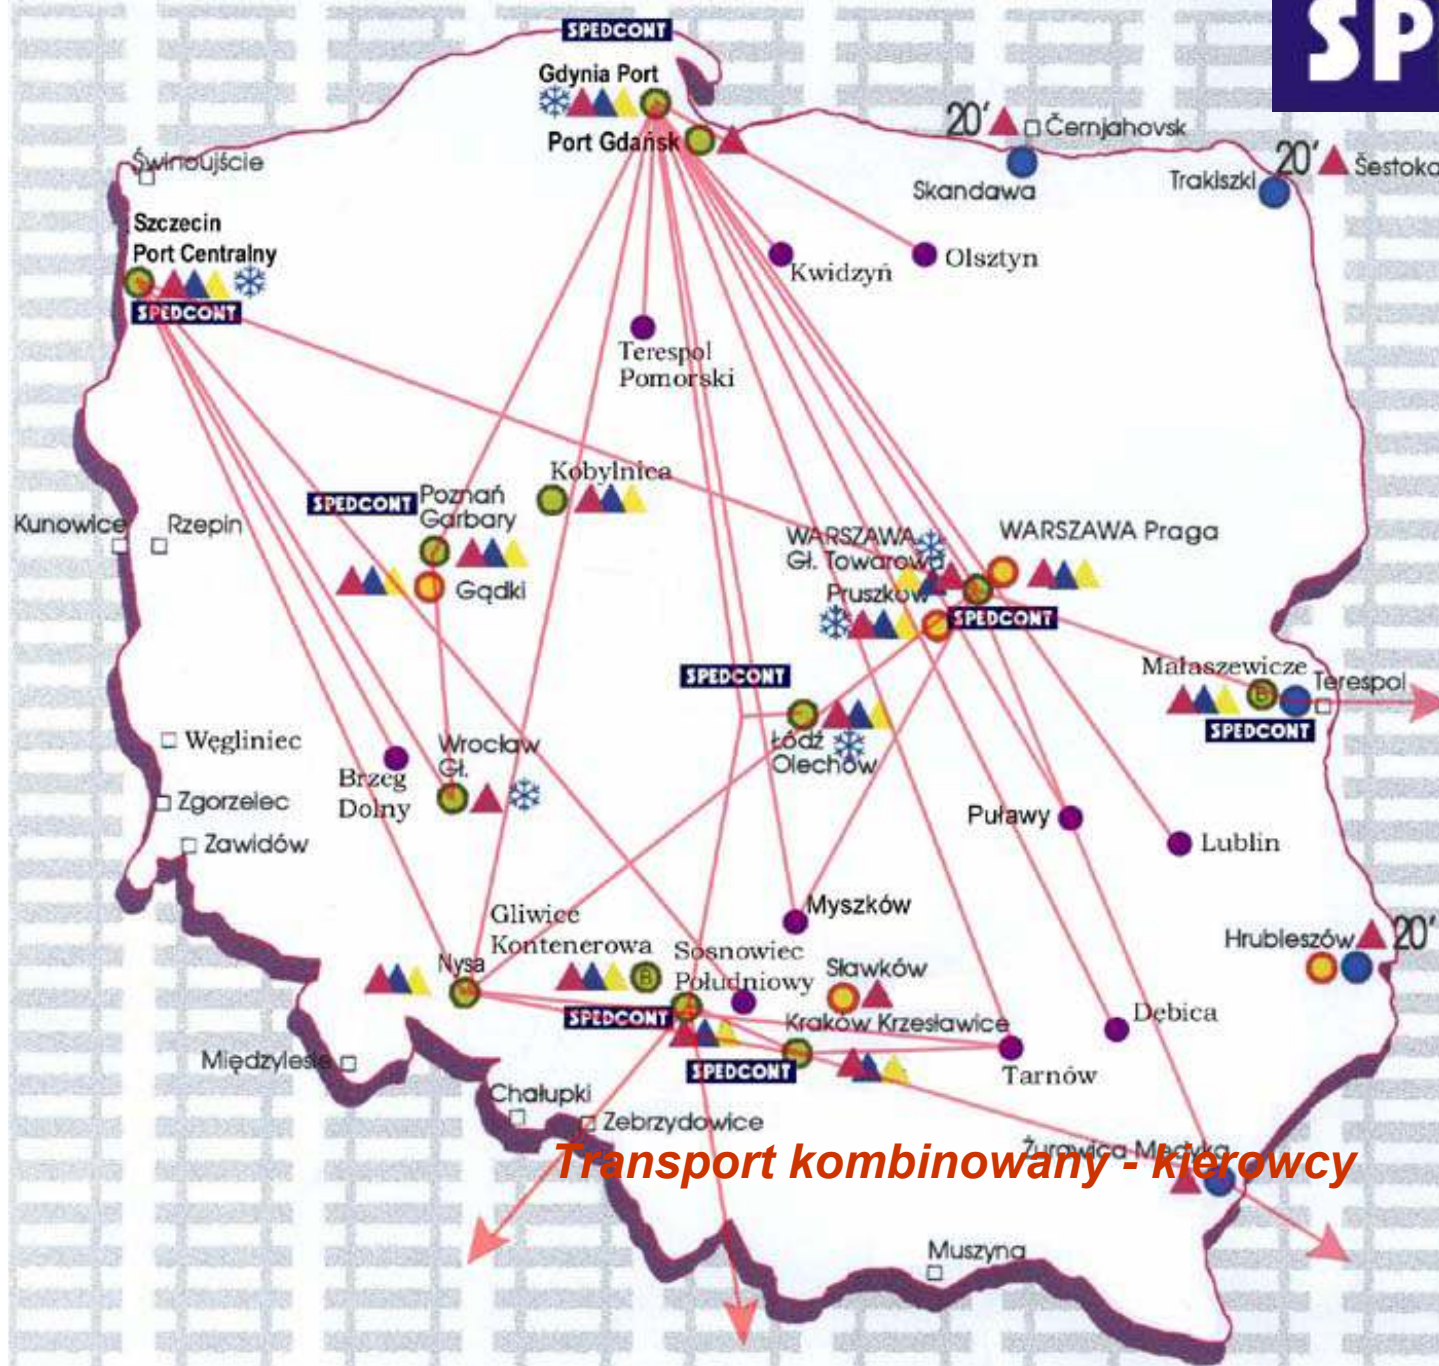 SP
SPEDCONT
Gdynia Port
Port Gdańsk
20' Černjahovsk
Skandawa
20' Šestoka
Trakiszki
Świnoujście
Szczecin
Port Centralny
SPEDCONT
Kwidzyń
Olsztyn
Terespol
Pomorski
Kobylnica
SPEDCONT
Poznań
Garbary
Gądki
Kunowice
Rzepin
WARSZAWA
Gł. Towarowa
WARSZAWA Praga
Pruszków
SPEDCONT
SPEDCONT
Małaszewicze
B
Terespol
SPEDCONT
Łódź
Olechów
Węgliniec
Zgorzelec
Zawidów
Brzeg
Dolny
Wrocław
Gł.
Puławy
Lublin
Myszków
Gliwice
Kontenerowa
B
Nysa
Sosnowiec
Południowy
SPEDCONT
Sławków
Kraków Krzesławice
SPEDCONT
Hrubieszów 20'
Dębica
Tarnów
Międzylesie
Chałupki
Zebrzydowice
Żurawica Medyka
Transport kombinowany - kierowcy
Muszyna